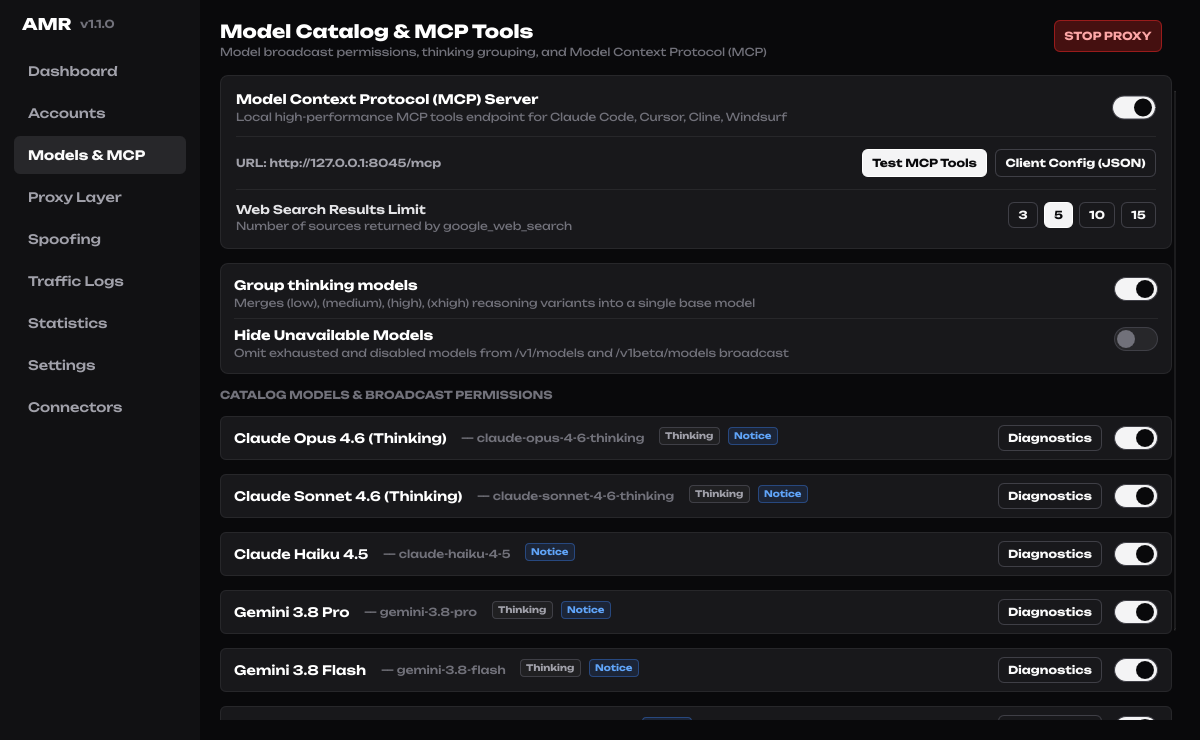 AMR v1.1.0
Dashboard
Accounts
Models & MCP
Proxy Layer
Spoofing
Traffic Logs
Statistics
Settings
Connectors
Model Catalog & MCP Tools
Model broadcast permissions, thinking grouping, and Model Context Protocol (MCP)
STOP PROXY
Model Context Protocol (MCP) Server
Local high-performance MCP tools endpoint for Claude Code, Cursor, Cline, Windsurf
URL: http://127.0.0.1:8045/mcp
Test MCP Tools
Client Config (JSON)
Web Search Results Limit
Number of sources returned by google_web_search
3 5 10 15
Group thinking models
Merges (low), (medium), (high), (xhigh) reasoning variants into a single base model
Hide Unavailable Models
Omit exhausted and disabled models from /v1/models and /v1beta/models broadcast
CATALOG MODELS & BROADCAST PERMISSIONS
Claude Opus 4.6 (Thinking) — claude-opus-4-6-thinking Thinking Notice Diagnostics
Claude Sonnet 4.6 (Thinking) — claude-sonnet-4-6-thinking Thinking Notice Diagnostics
Claude Haiku 4.5 — claude-haiku-4-5 Notice Diagnostics
Gemini 3.8 Pro — gemini-3.8-pro Thinking Notice Diagnostics
Gemini 3.8 Flash — gemini-3.8-flash Thinking Notice Diagnostics